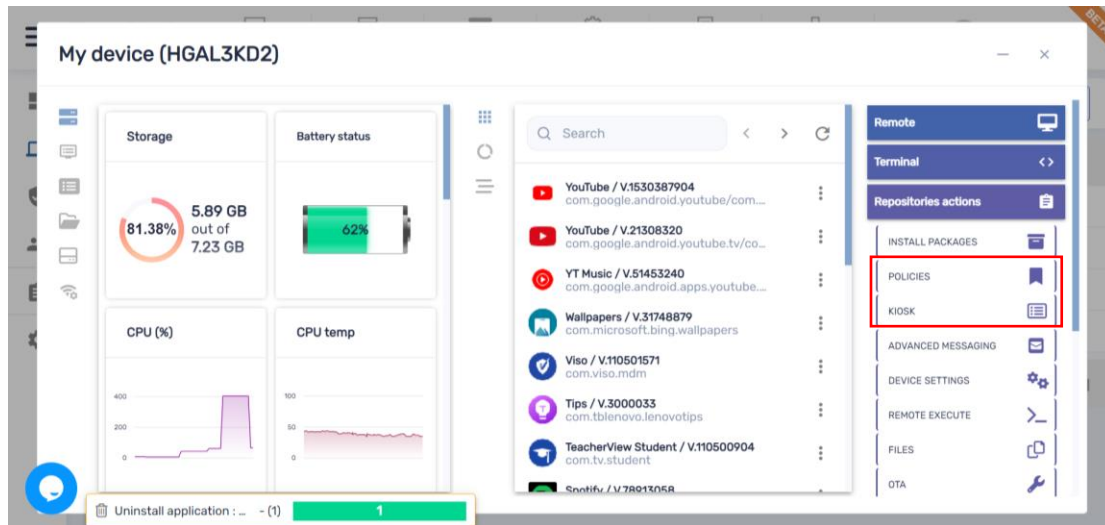 BETA
My device (HGAL3KD2)
Storage
81.38%
5.89 GB
out of
7.23 GB
Battery status
62%
CPU (%)
400
200
0
CPU temp
100
50
0
Search
YouTube / V.1530387904
com.google.android.youtube/com....
YouTube / V.21308320
com.google.android.youtube.tv/co...
YT Music / V.51453240
com.google.android.apps.youtube....
Wallpapers / V.31748879
com.microsoft.bing.wallpapers
Viso / V.110501571
com.viso.mdm
Tips / V.3000033
com.tblenovo.lenovotips
TeacherView Student / V.110500904
com.tv.student
Spotify / V.78913058
Remote
Terminal
Repositories actions
INSTALL PACKAGES
POLICIES
KIOSK
ADVANCED MESSAGING
DEVICE SETTINGS
REMOTE EXECUTE
FILES
OTA
Uninstall application : ... - (1)
1